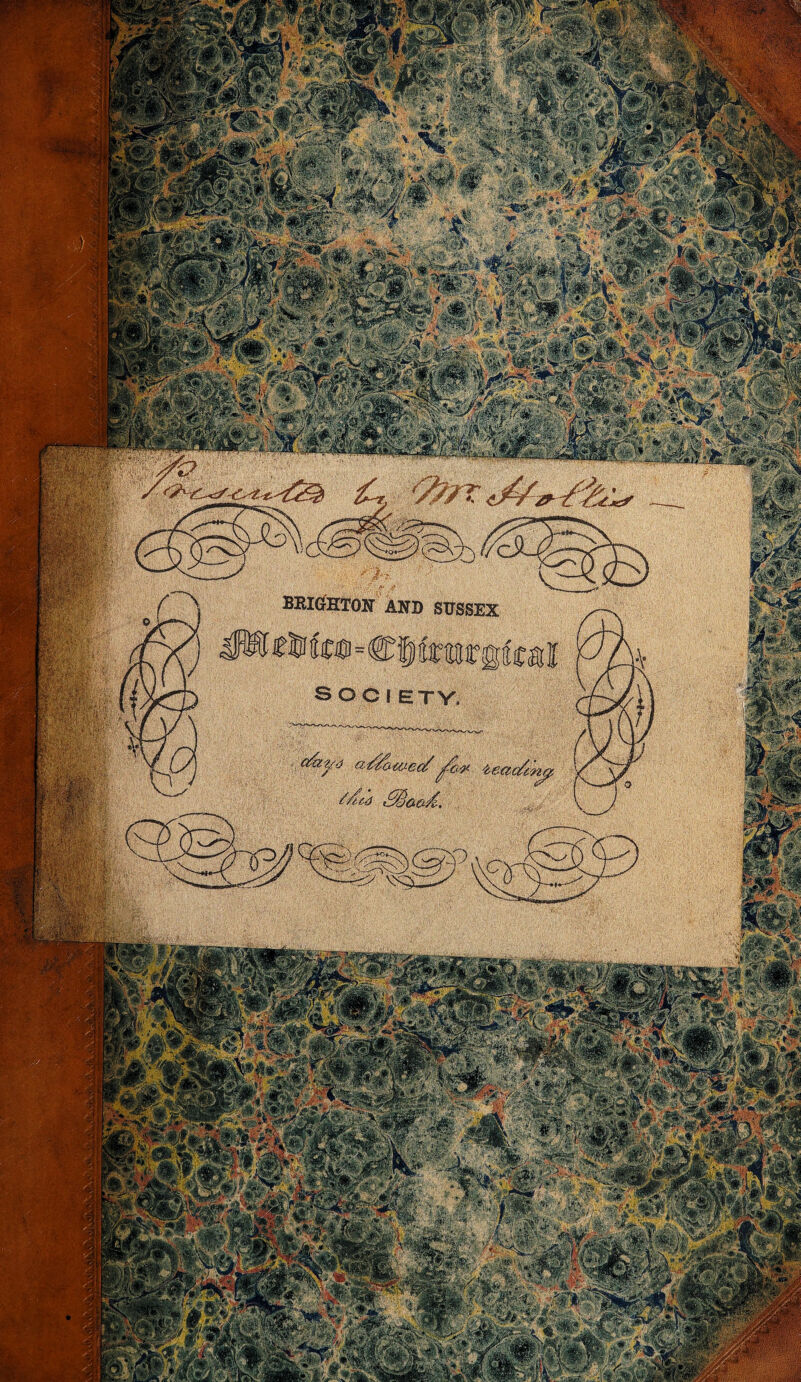 Presented by Mr. Hollis —
BRIGHTON AND SUSSEX
Medico=Chirurgical
SOCIETY.
days allowed for reading
this Book.